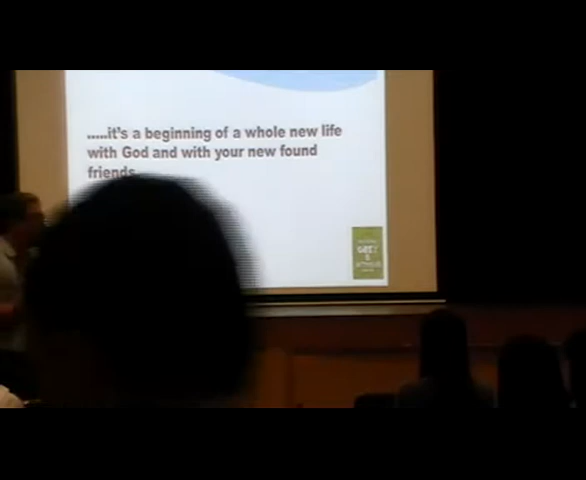 .....it's a beginning of a whole new life
with God and with your new found
friends